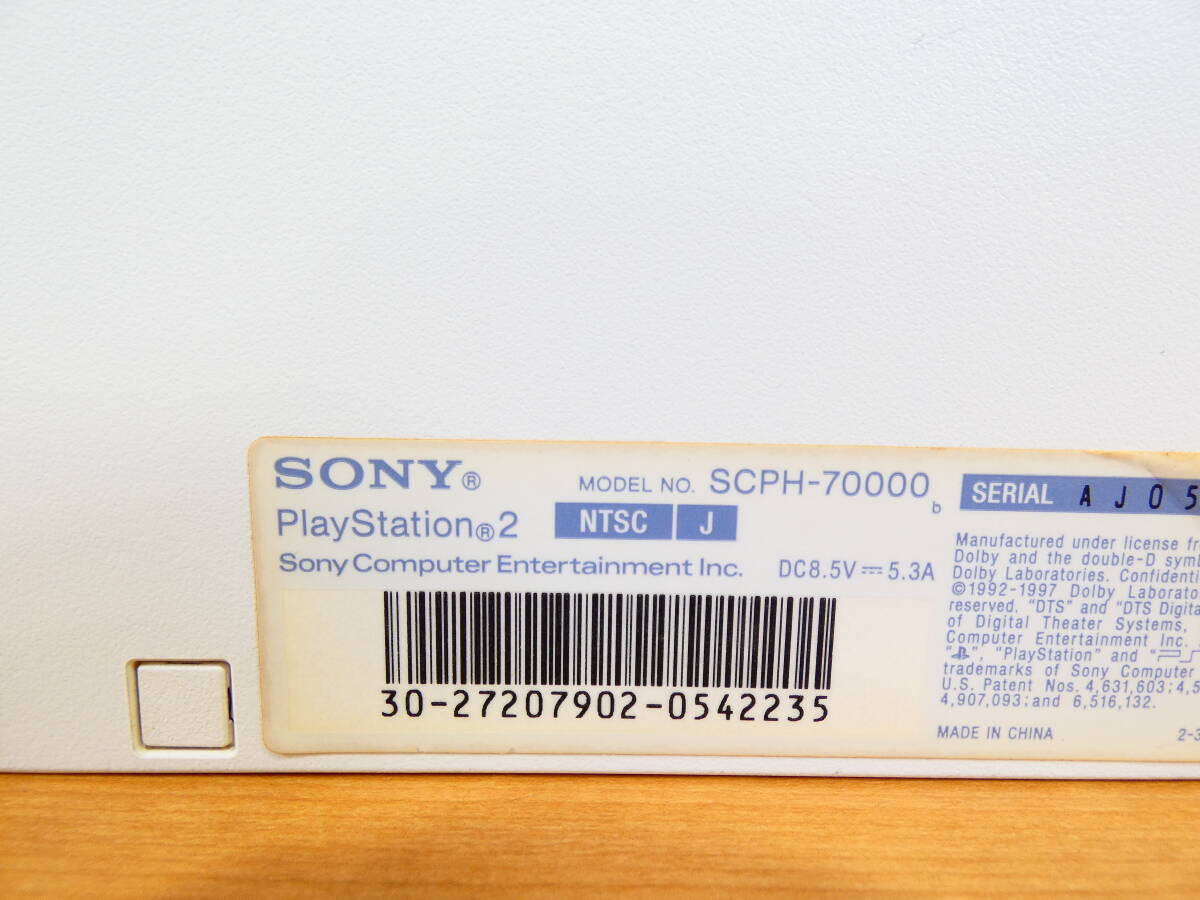 SONY®
MODEL NO. SCPH-70000 b
PlayStation®2 NTSC J
Sony Computer Entertainment Inc. DC8.5V⎓5.3A
30-27207902-0542235
SERIAL AJ05
Manufactured under license
Dolby and the double-D
Dolby Laboratories.
©1992-1997 Dolby
reserved. "DTS" and "DTS
of Digital Theater Systems,
Computer Entertainment Inc.
" ", "PlayStation" and "
trademarks of Sony Computer
U.S. Patent Nos. 4,631,603;
4,907,093; and 6,516,132.
MADE IN CHINA